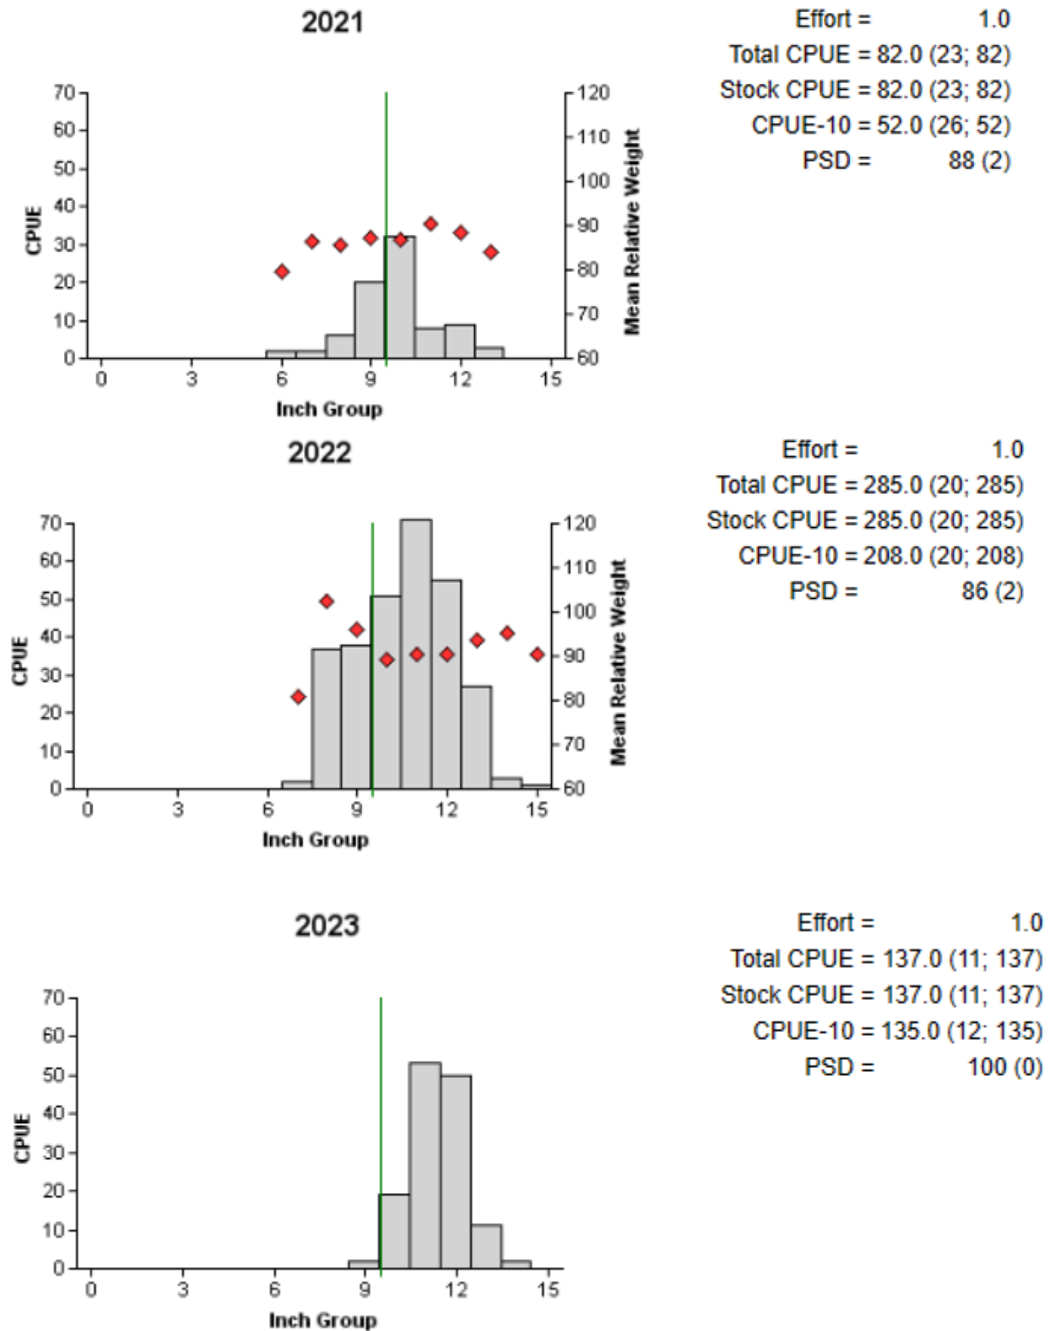 2021
Effort = 1.0
Total CPUE = 82.0 (23; 82)
Stock CPUE = 82.0 (23; 82)
CPUE-10 = 52.0 (26; 52)
PSD = 88 (2)
70 120
60 110
50 100
40 90
30 80
20 70
10
0 60
CPUE
Mean Relative Weight
0 3 6 9 12 15
Inch Group
2022
Effort = 1.0
Total CPUE = 285.0 (20; 285)
Stock CPUE = 285.0 (20; 285)
CPUE-10 = 208.0 (20; 208)
PSD = 86 (2)
70 120
60 110
50 100
40 90
30 80
20 70
10
0 60
CPUE
Mean Relative Weight
0 3 6 9 12 15
Inch Group
2023
Effort = 1.0
Total CPUE = 137.0 (11; 137)
Stock CPUE = 137.0 (11; 137)
CPUE-10 = 135.0 (12; 135)
PSD = 100 (0)
70
60
50
40
30
20
10
0
CPUE
0 3 6 9 12 15
Inch Group